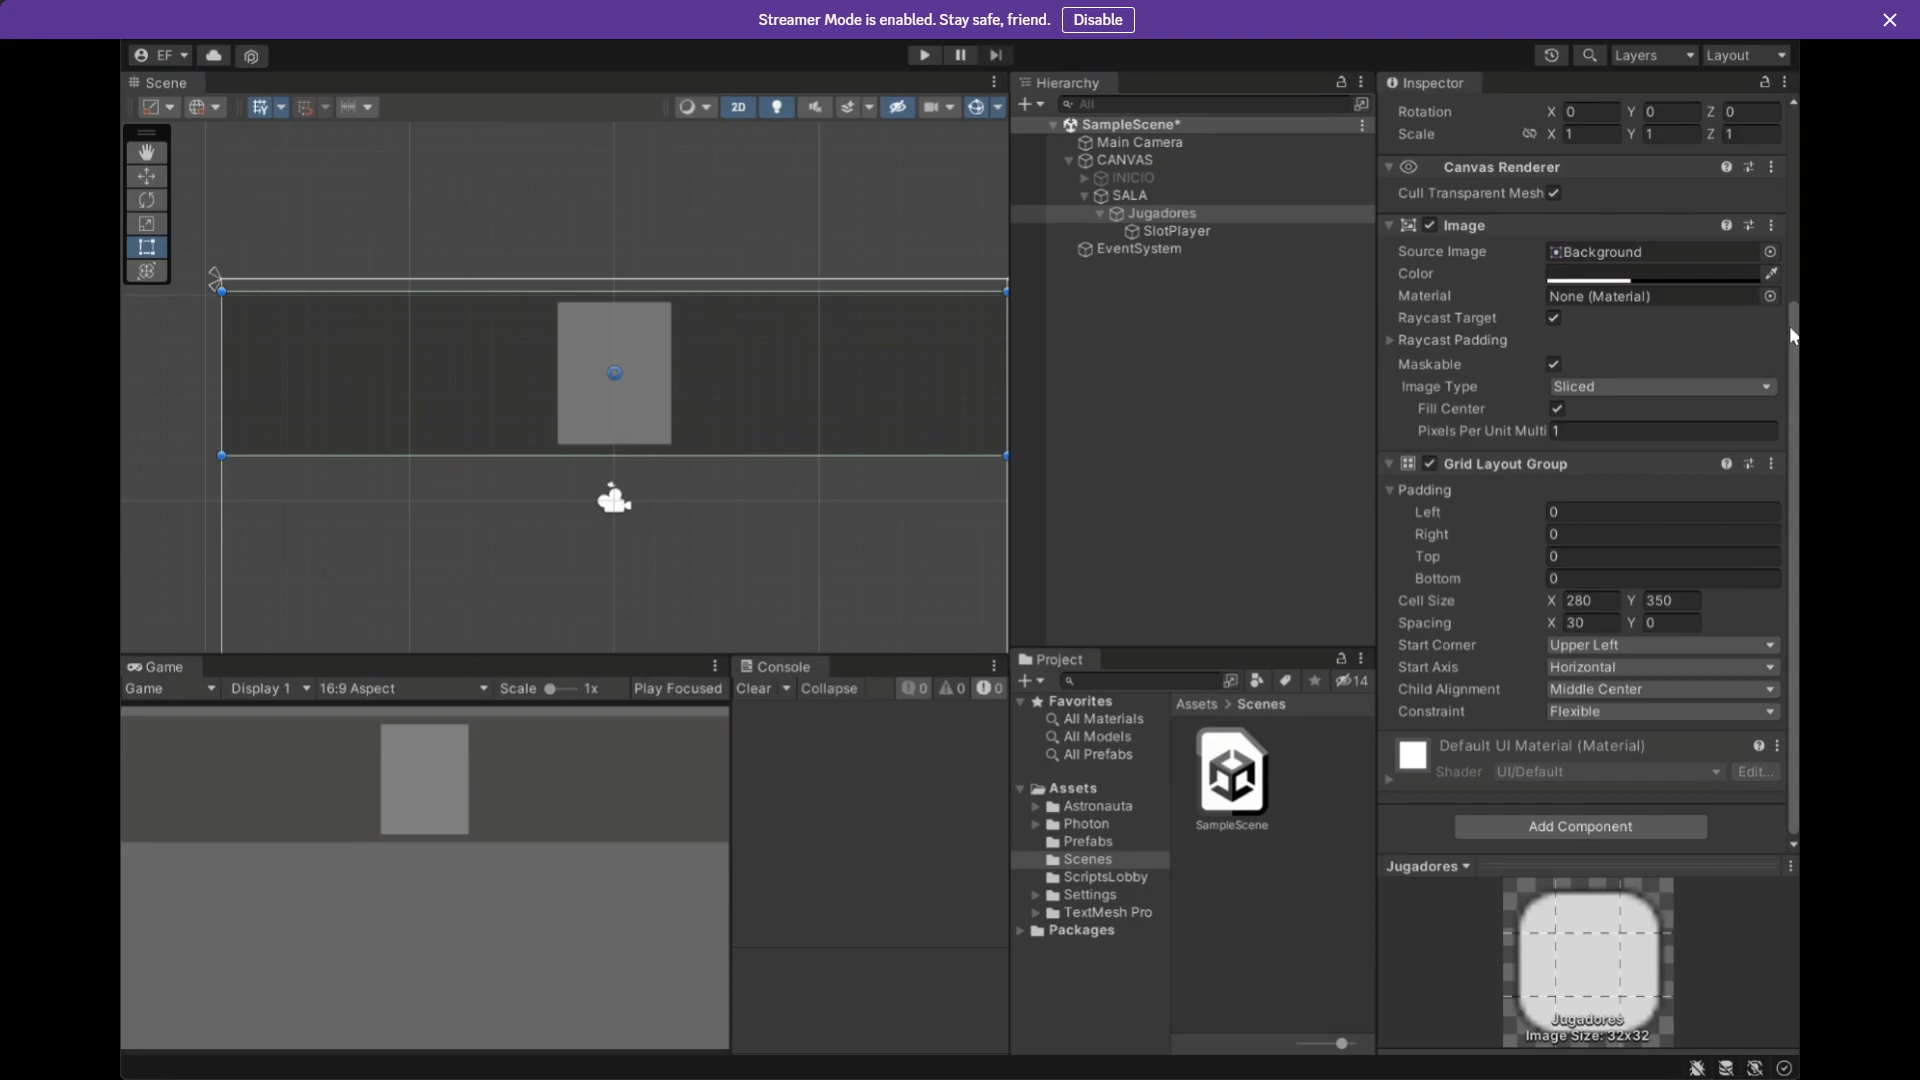 Streamer Mode is enabled. Stay safe, friend. Disable
EF
Layers
Layout
Scene
2D
Hierarchy
All
SampleScene*
Main Camera
CANVAS
INICIO
SALA
Jugadores
SlotPlayer
EventSystem
Inspector
Rotation X 0 Y 0 Z 0
Scale X 1 Y 1 Z 1
Canvas Renderer
Cull Transparent Mesh
Image
Source Image Background
Color
Material None (Material)
Raycast Target
Raycast Padding
Maskable
Image Type Sliced
Fill Center
Pixels Per Unit Multi 1
Grid Layout Group
Padding
Left 0
Right 0
Top 0
Bottom 0
Cell Size X 280 Y 350
Spacing X 30 Y 0
Start Corner Upper Left
Start Axis Horizontal
Child Alignment Middle Center
Constraint Flexible
Default UI Material (Material)
Shader UI/Default Edit...
Add Component
Jugadores
Jugadores
Image Size: 32x32
Game
Game Display 1 16:9 Aspect Scale 1x Play Focused
Console
Clear Collapse 0 0 0
Project
14
Favorites
All Materials
All Models
All Prefabs
Assets
Astronauta
Photon
Prefabs
Scenes
ScriptsLobby
Settings
TextMesh Pro
Packages
Assets > Scenes
SampleScene